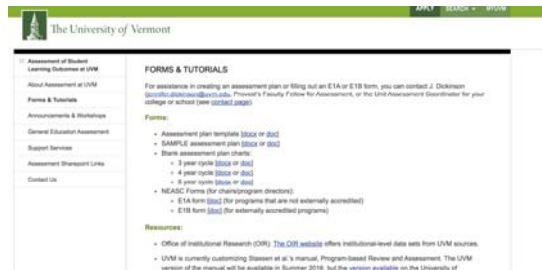 APPLY SEARCH MYUVM
The University of Vermont
Assessment of Student
Learning Outcomes at UVM
About Assessment at UVM
Forms & Tutorials
Announcements & Workshops
General Education Assessment
Support Services
Assessment Sharepoint Links
Contact Us
FORMS & TUTORIALS
For assistance in creating an assessment plan or filling out an E1A or E1B form, you can contact J. Dickinson
(jennifer.dickinson@uvm.edu, Provost's Faculty Fellow for Assessment, or the Unit Assessment Coordinator for your
college or school (see contact page).
Forms:
• Assessment plan template [docx or doc]
• SAMPLE assessment plan [docx or doc]
• Blank assessment plan charts:
• 3 year cycle [docx or doc]
• 4 year cycle [docx or doc]
• year cycle [docx or doc]
• NEASC Forms (for chairs/program directors):
• E1A form [doc] (for programs that are not externally accredited)
• E1B form [doc] (for externally accredited programs)
Resources:
• Office of Institutional Research (OIR): The OIR website offers institutional-level data sets from UVM sources.
• UVM is currently customizing Stassen et al.'s manual, Program-based Review and Assessment. The UVM
version of the manual will be available in Summer 2016, but the version available on the University of